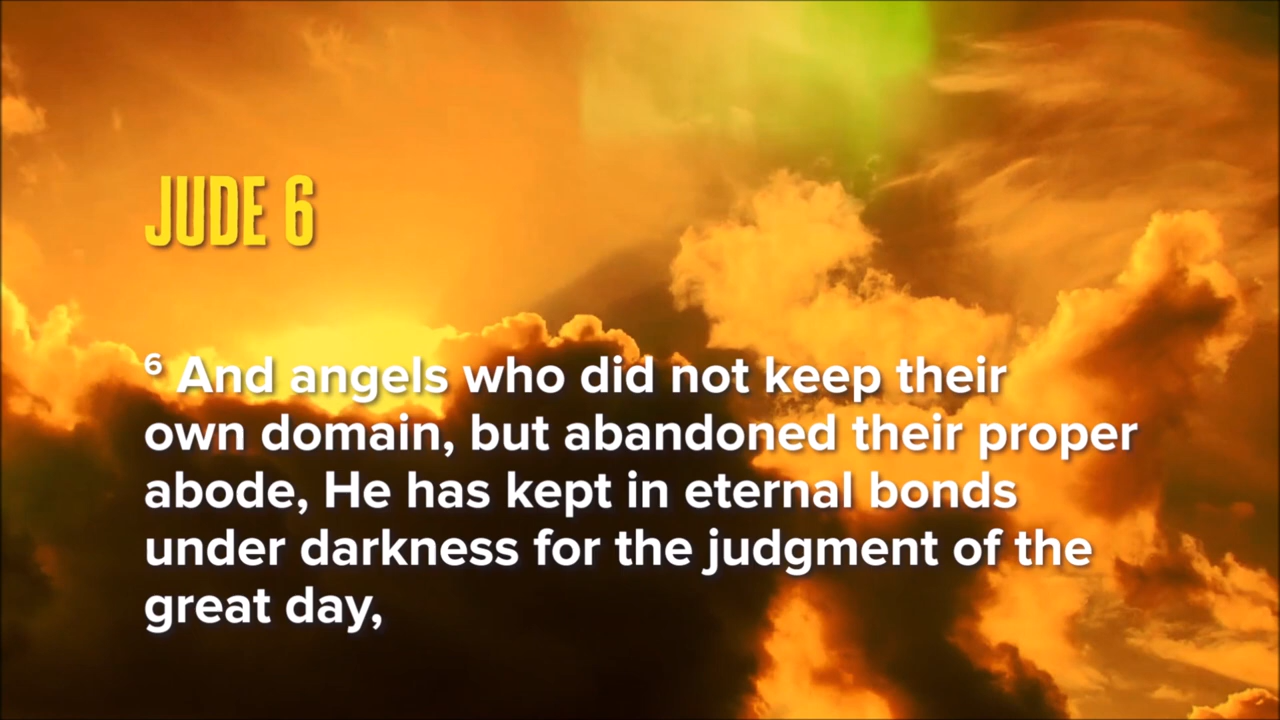 JUDE 6
⁶ And angels who did not keep their
own domain, but abandoned their proper
abode, He has kept in eternal bonds
under darkness for the judgment of the
great day,